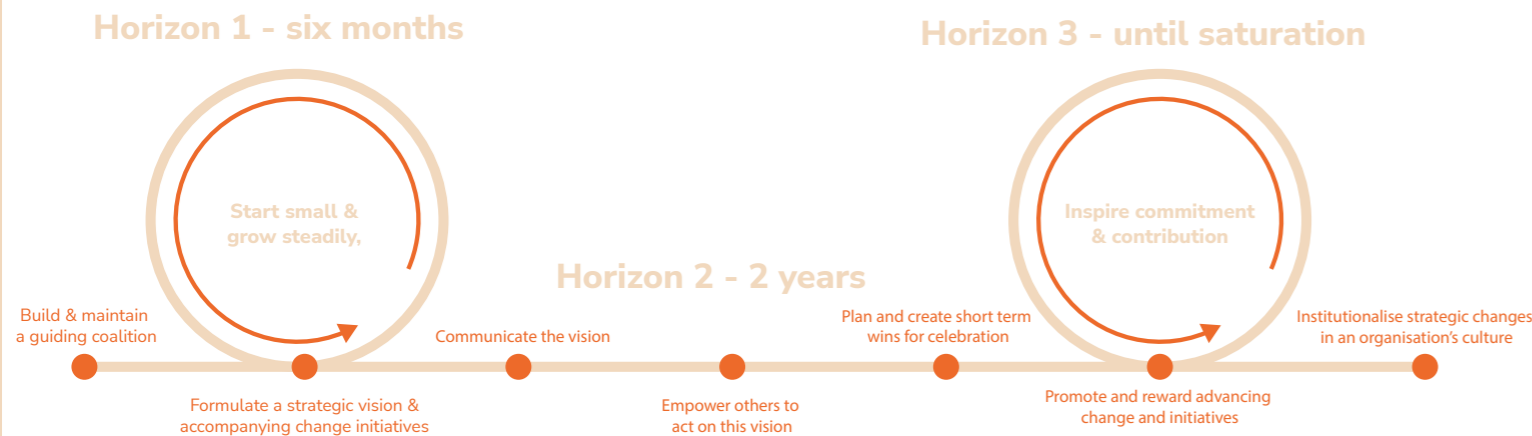 Horizon 1 - six months
Horizon 3 - until saturation
Start small &
grow steadily,
Inspire commitment
& contribution
Horizon 2 - 2 years
Build & maintain
a guiding coalition
Communicate the vision
Plan and create short term
wins for celebration
Institutionalise strategic changes
in an organisation’s culture
Formulate a strategic vision &
accompanying change initiatives
Empower others to
act on this vision
Promote and reward advancing
change and initiatives